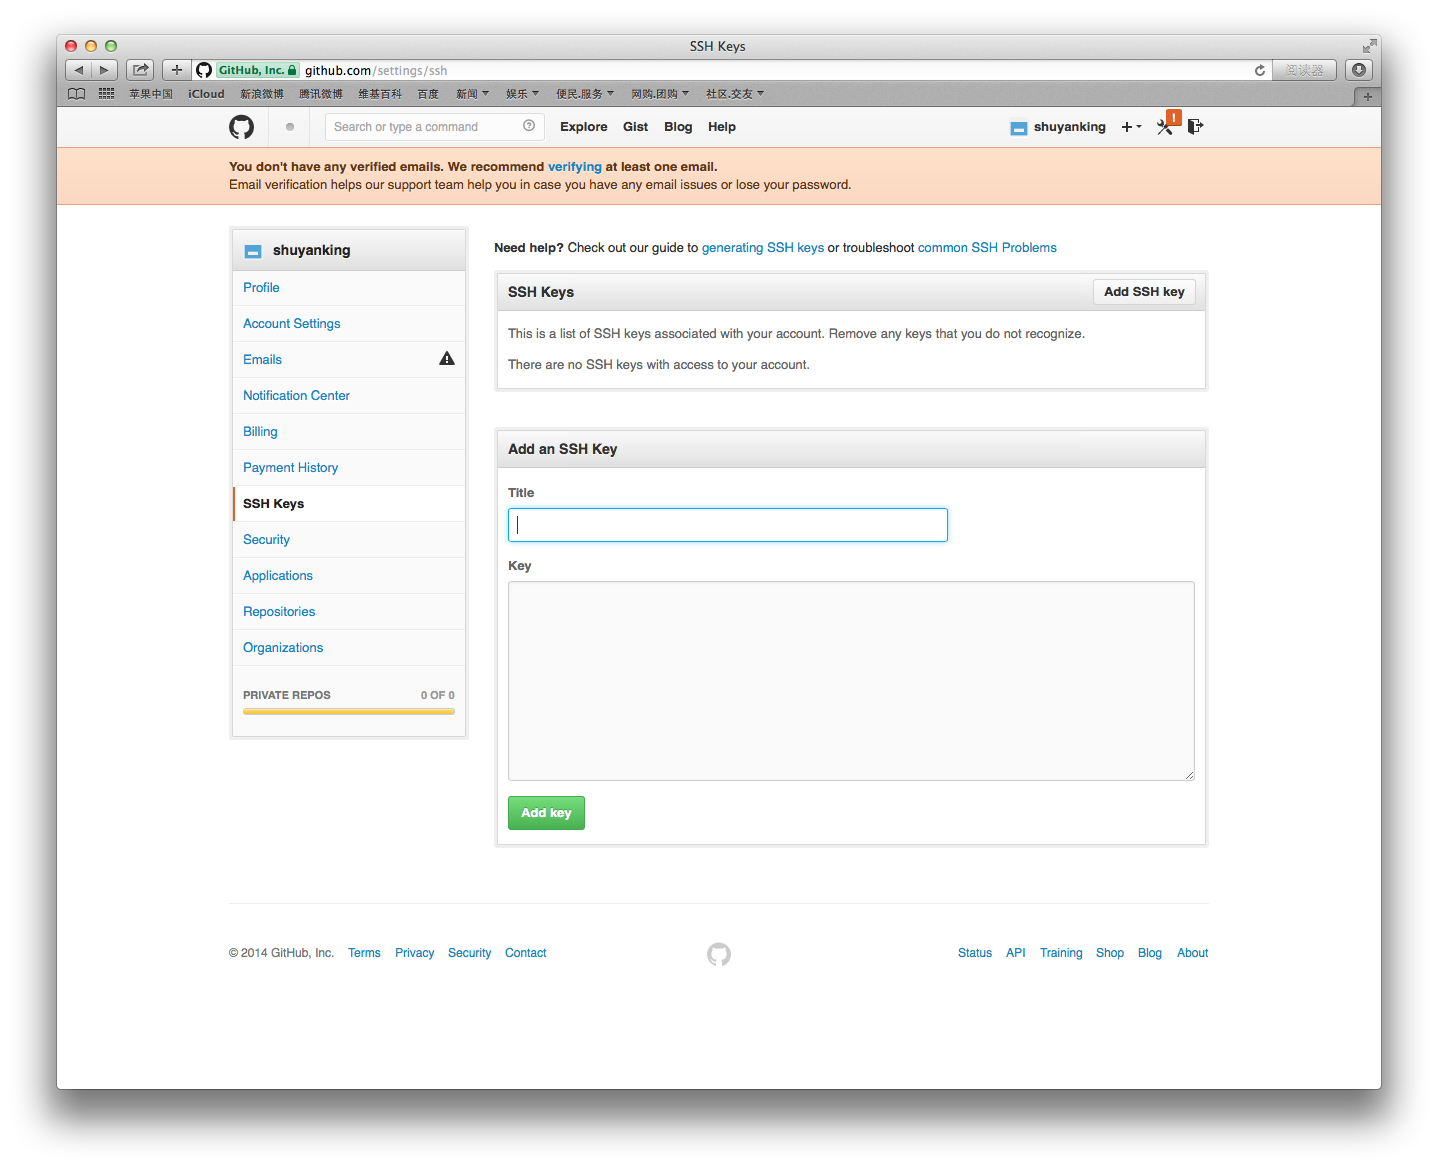 SSH Keys
GitHub, Inc. github.com/settings/ssh 阅读器
苹果中国 iCloud 新浪微博 腾讯微博 维基百科 百度 新闻 娱乐 便民.服务 网购.团购 社区.交友
Search or type a command Explore Gist Blog Help shuyanking
You don't have any verified emails. We recommend verifying at least one email.
Email verification helps our support team help you in case you have any email issues or lose your password.
shuyanking
Profile
Account Settings
Emails
Notification Center
Billing
Payment History
SSH Keys
Security
Applications
Repositories
Organizations
PRIVATE REPOS 0 OF 0
Need help? Check out our guide to generating SSH keys or troubleshoot common SSH Problems
SSH Keys Add SSH key
This is a list of SSH keys associated with your account. Remove any keys that you do not recognize.
There are no SSH keys with access to your account.
Add an SSH Key
Title
Key
Add key
© 2014 GitHub, Inc. Terms Privacy Security Contact Status API Training Shop Blog About